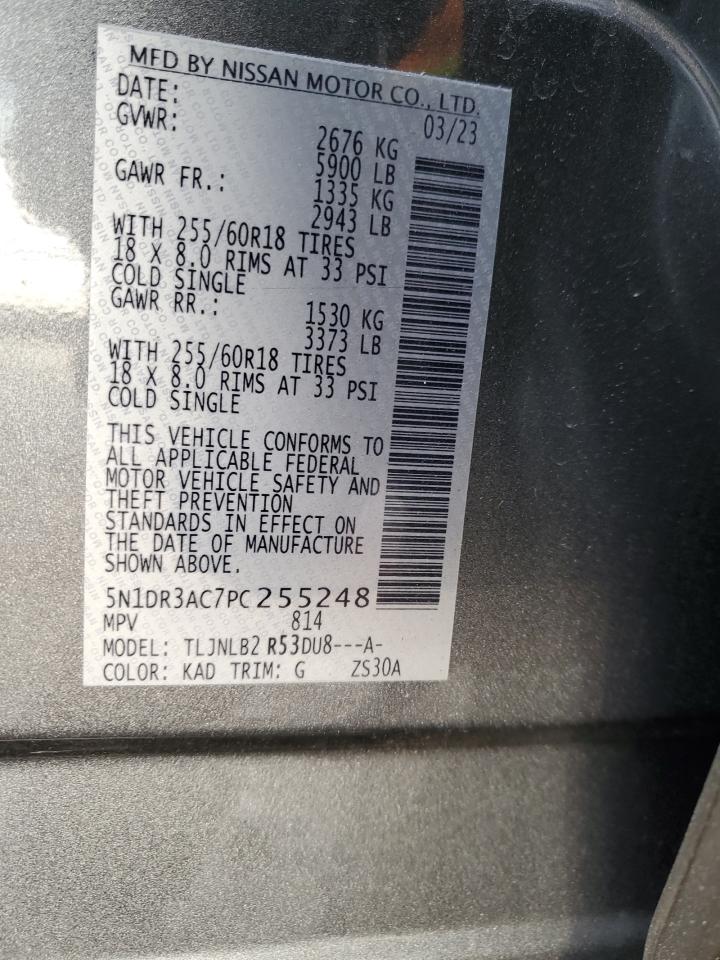 MFD BY NISSAN MOTOR CO., LTD.
DATE: 03/23
GVWR: 2676 KG
5900 LB
GAWR FR.: 1335 KG
2943 LB
WITH 255/60R18 TIRES
18 X 8.0 RIMS AT 33 PSI
COLD SINGLE
GAWR RR.: 1530 KG
3373 LB
WITH 255/60R18 TIRES
18 X 8.0 RIMS AT 33 PSI
COLD SINGLE
THIS VEHICLE CONFORMS TO
ALL APPLICABLE FEDERAL
MOTOR VEHICLE SAFETY AND
THEFT PREVENTION
STANDARDS IN EFFECT ON
THE DATE OF MANUFACTURE
SHOWN ABOVE.
5N1DR3AC7PC255248
MPV 814
MODEL: TLJNLB2 R53DU8---A-
COLOR: KAD TRIM: G ZS30A